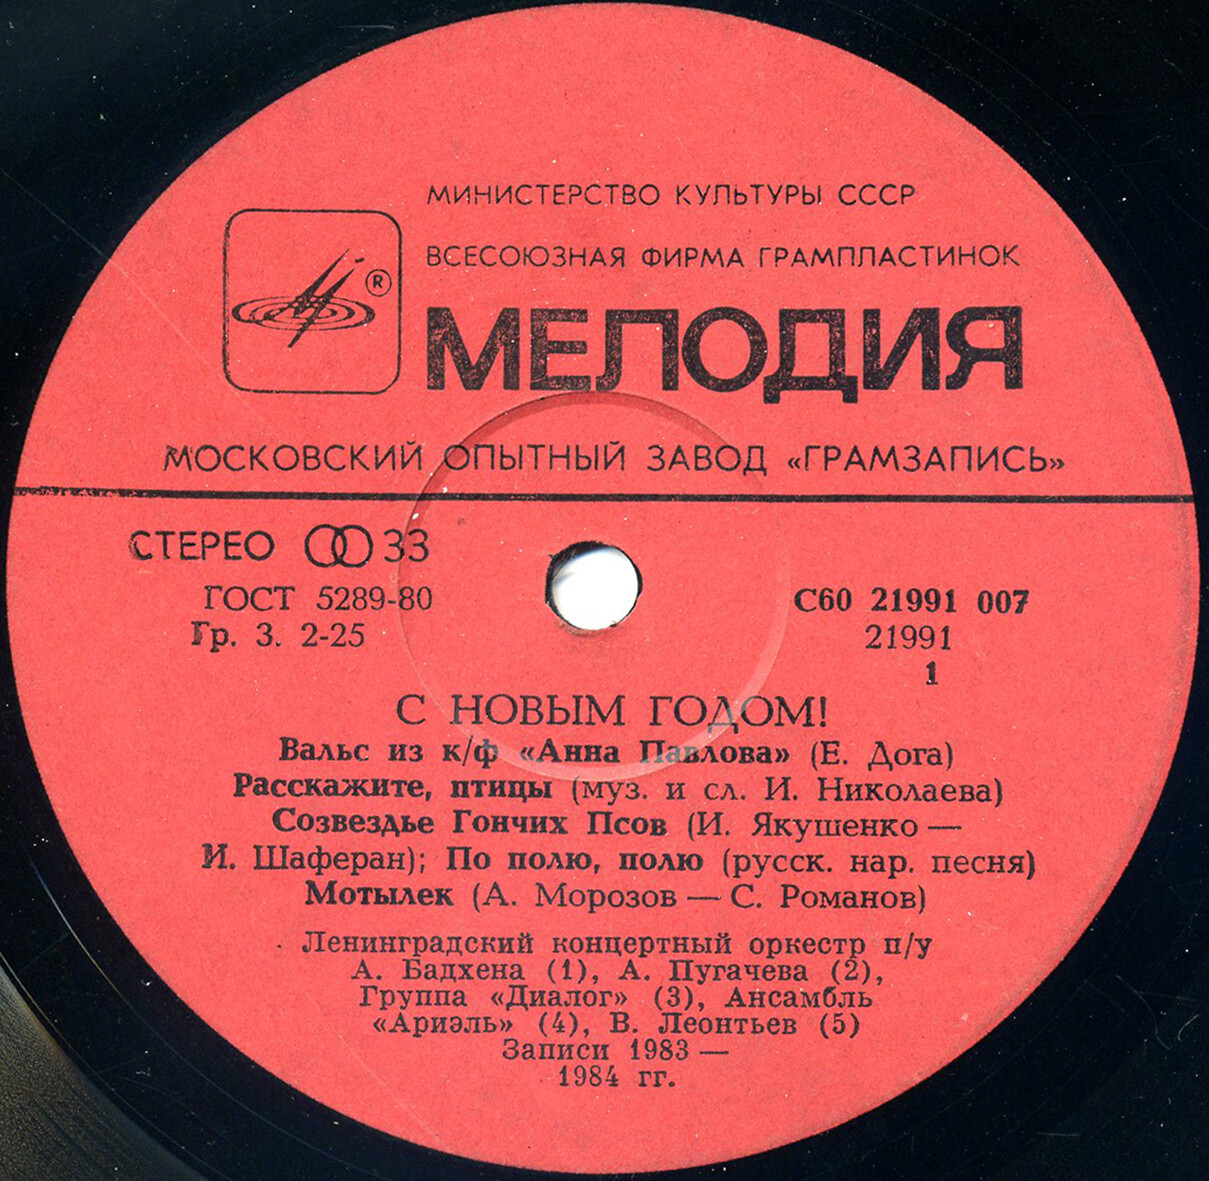 МИНИСТЕРСТВО КУЛЬТУРЫ СССР
ВСЕСОЮЗНАЯ ФИРМА ГРАМПЛАСТИНОК
®
МЕЛОДИЯ
МОСКОВСКИЙ ОПЫТНЫЙ ЗАВОД «ГРАМЗАПИСЬ»
СТЕРЕО 33
ГОСТ 5289-80
Гр. 3. 2-25
С60 21991 007
21991
1
С НОВЫМ ГОДОМ!
Вальс из к/ф «Анна Павлова» (Е. Дога)
Расскажите, птицы (муз. и сл. И. Николаева)
Созвездье Гончих Псов (И. Якушенко —
И. Шаферан); По полю, полю (русск. нар. песня)
Мотылек (А. Морозов — С. Романов)
Ленинградский концертный оркестр п/у
А. Бадхена (1), А. Пугачева (2),
Группа «Диалог» (3), Ансамбль
«Ариэль» (4), В. Леонтьев (5)
Записи 1983 —
1984 гг.